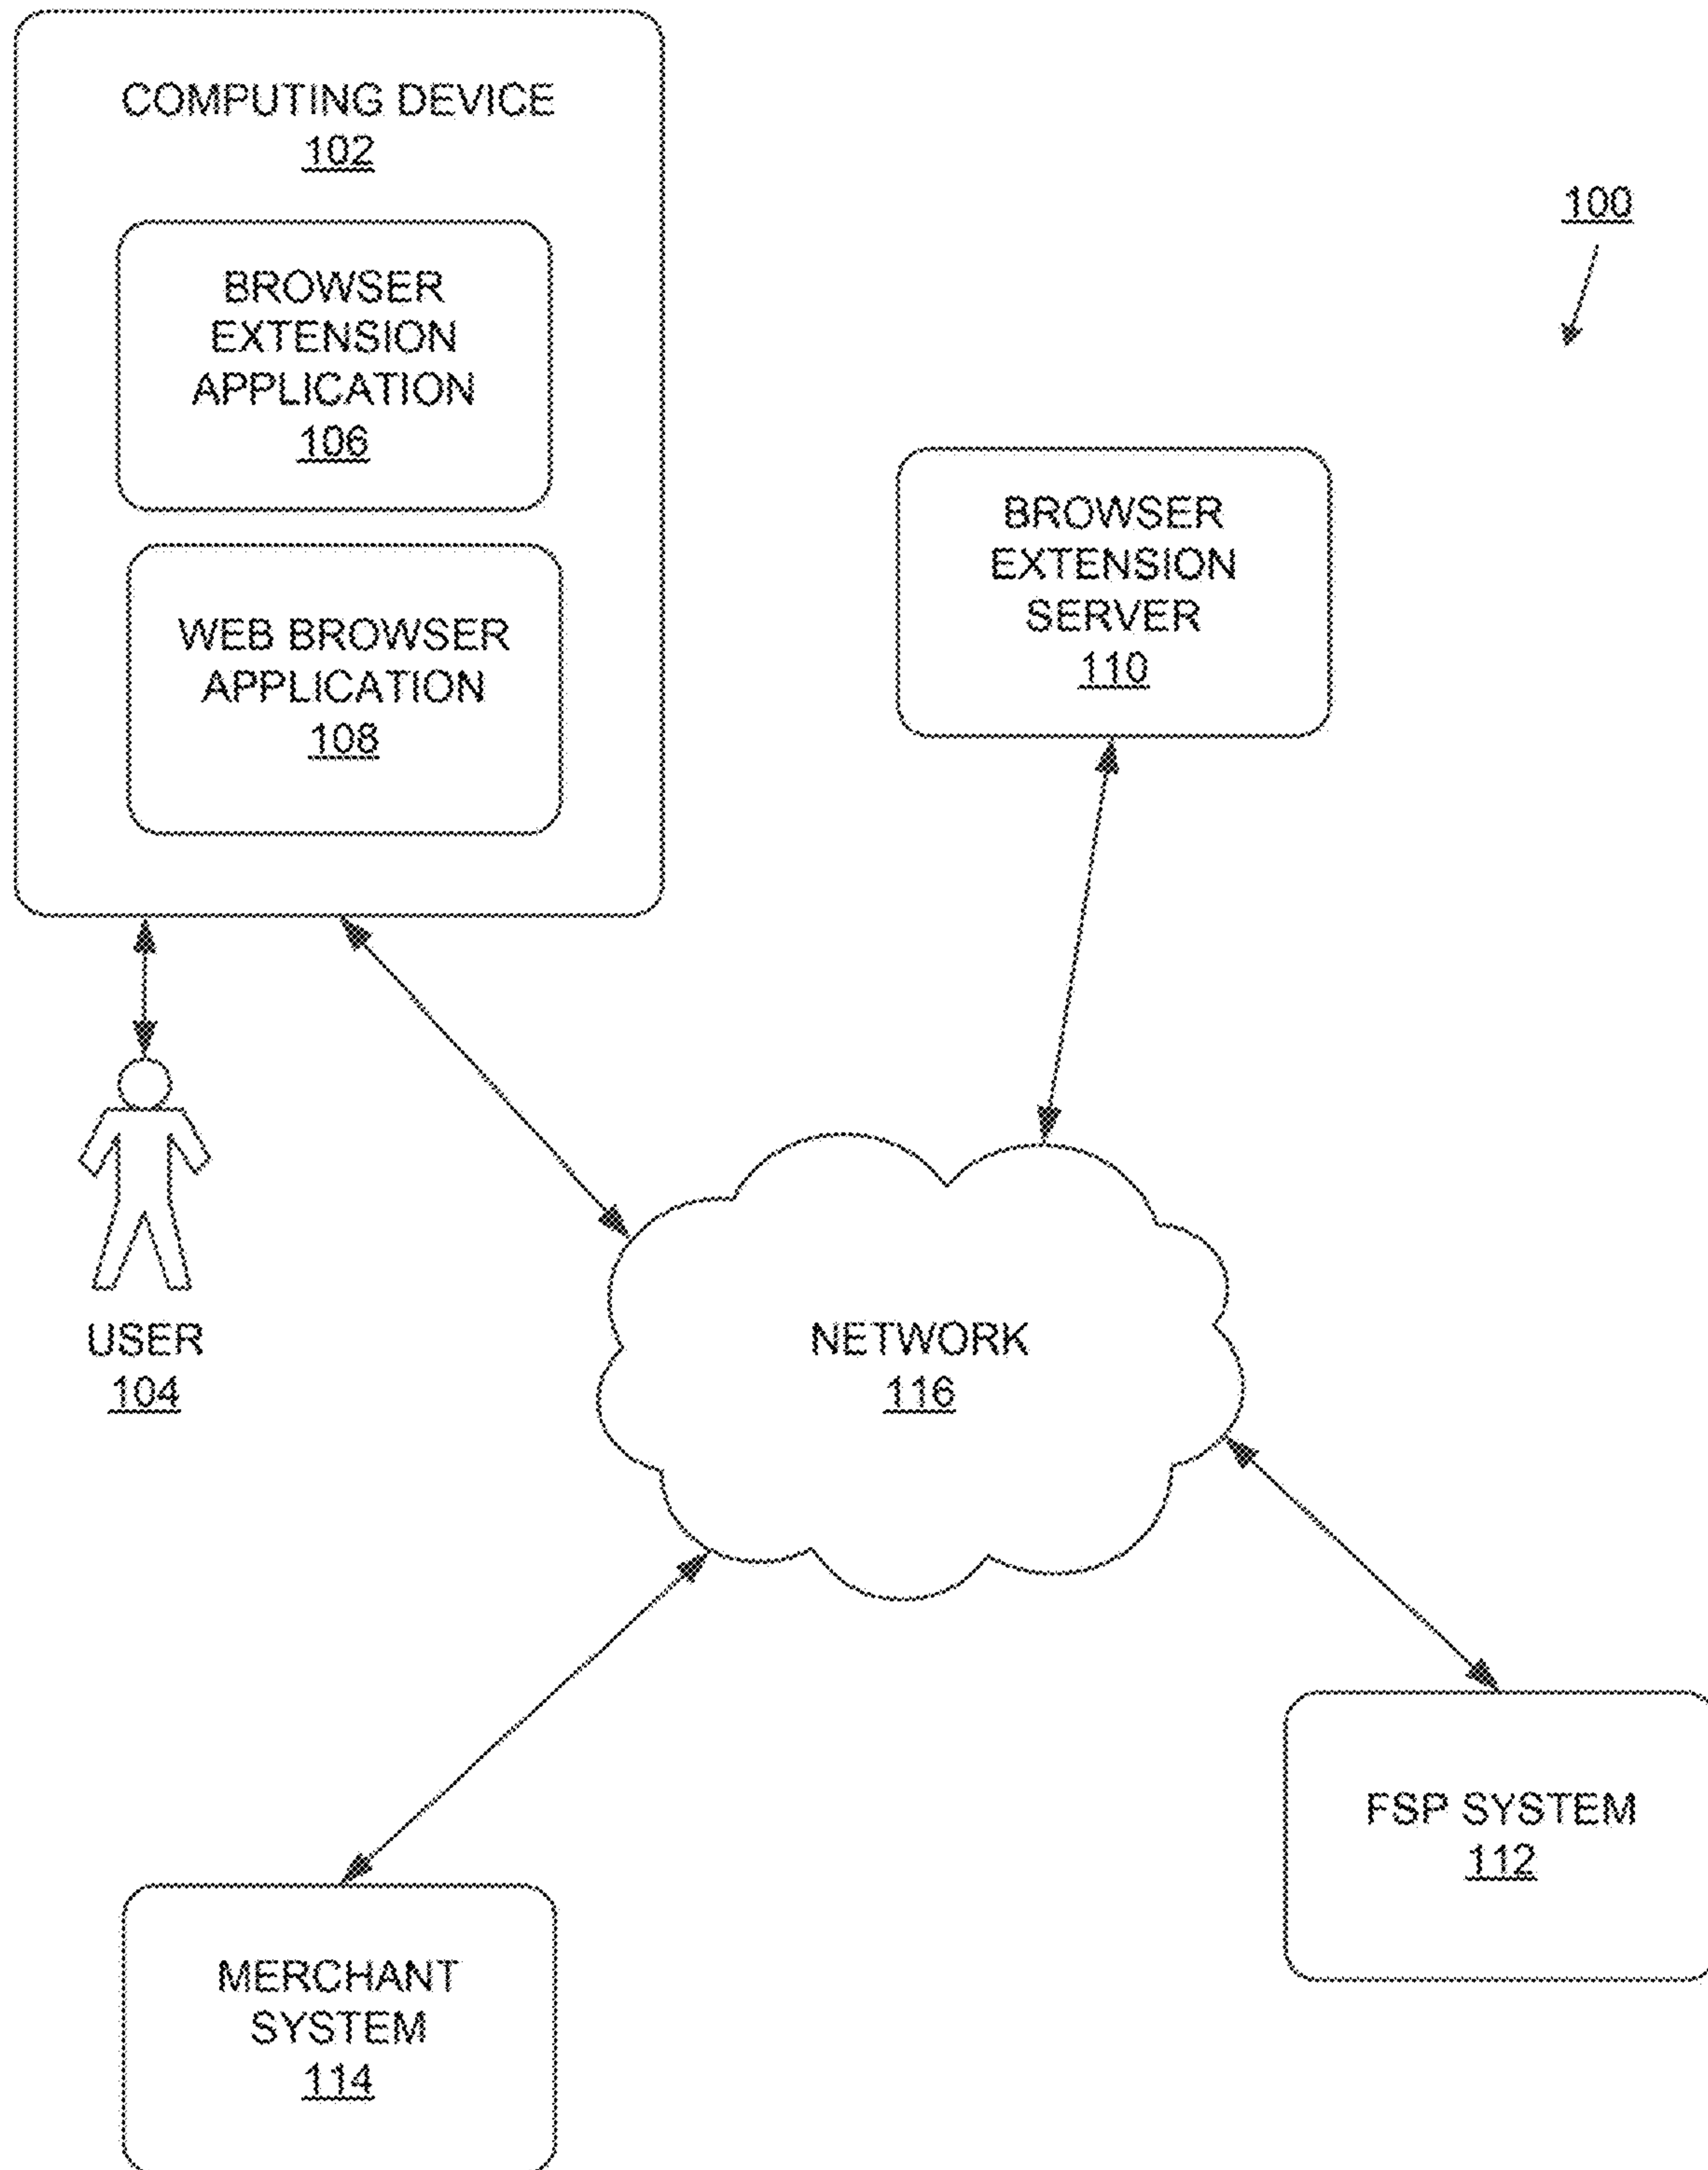 COMPUTING DEVICE
102
BROWSER
EXTENSION
APPLICATION
106
WEB BROWSER
APPLICATION
108
100
BROWSER
EXTENSION
SERVER
110
USER
104
NETWORK
116
FSP SYSTEM
112
MERCHANT
SYSTEM
114